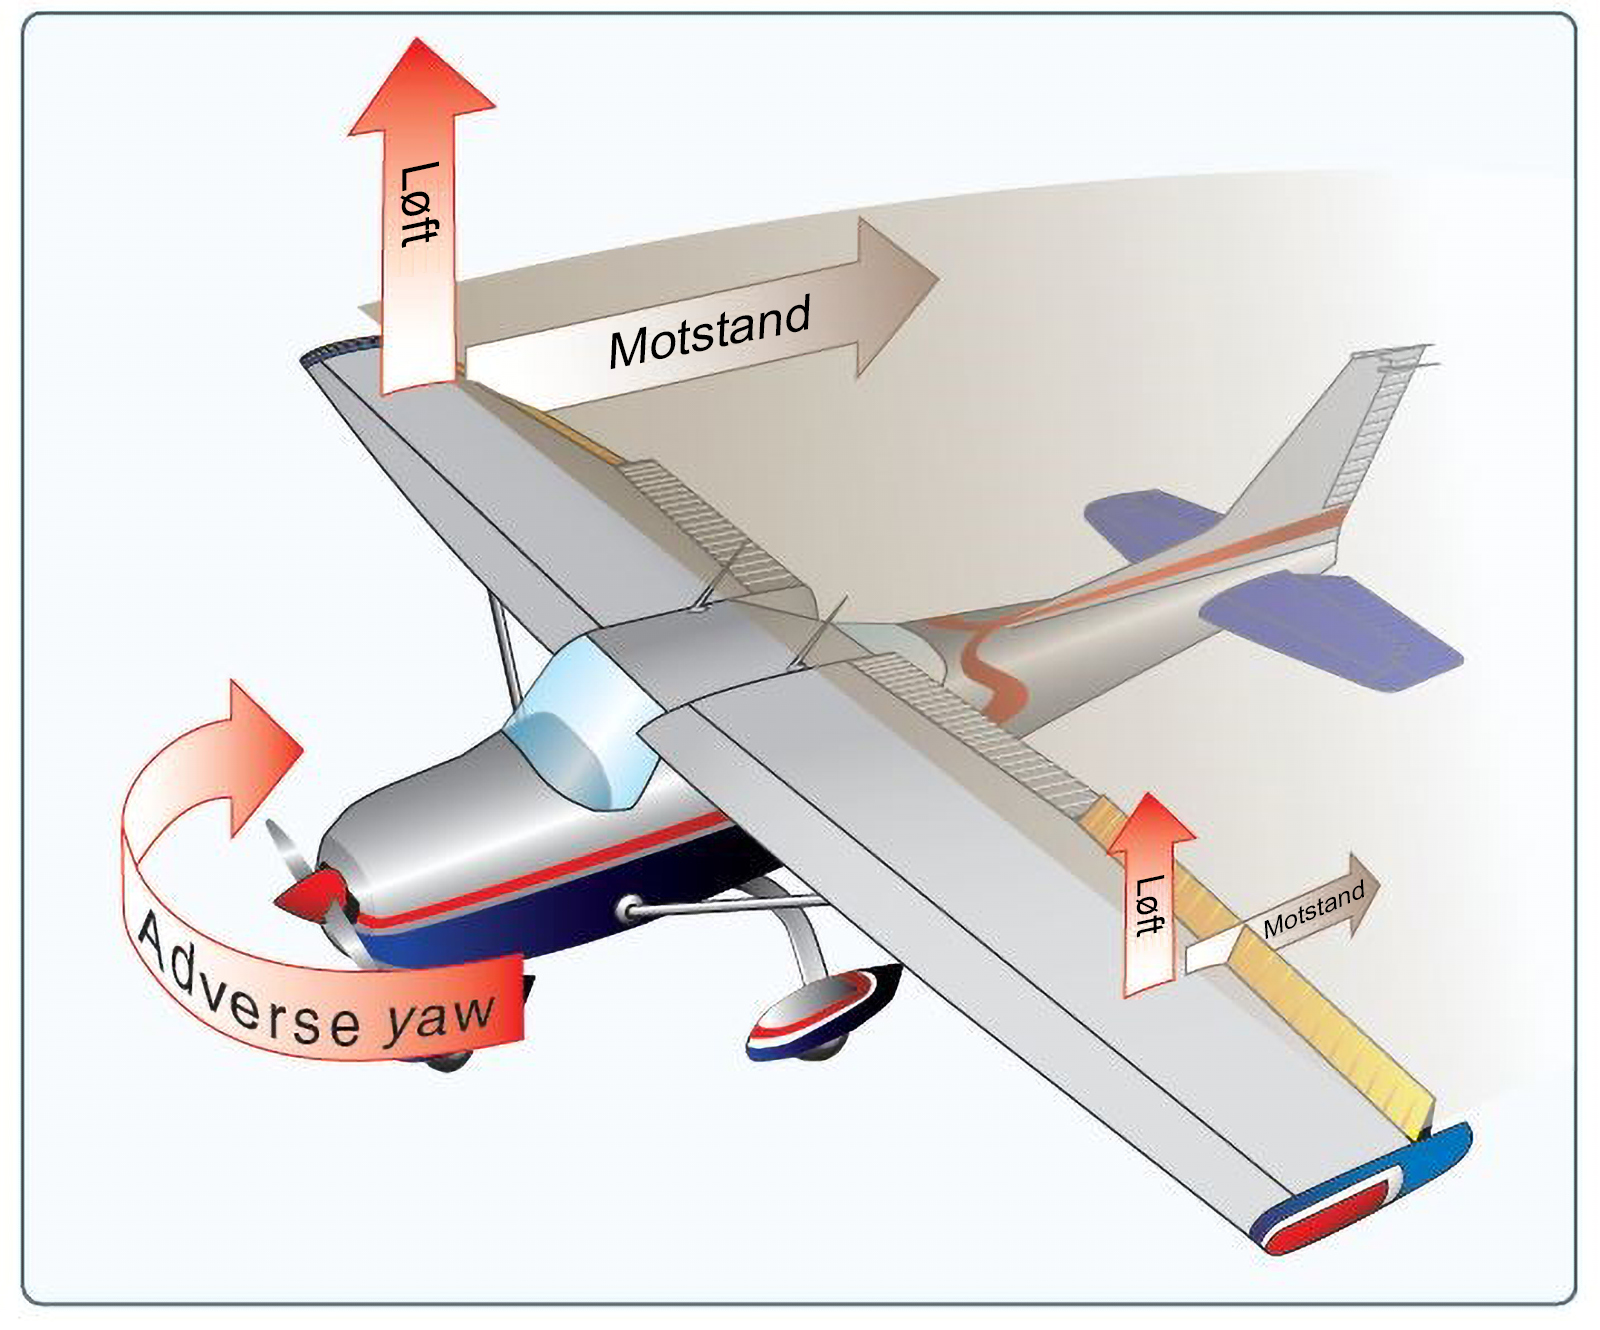 Løft
Motstand
Løft
Motstand
Adverse yaw